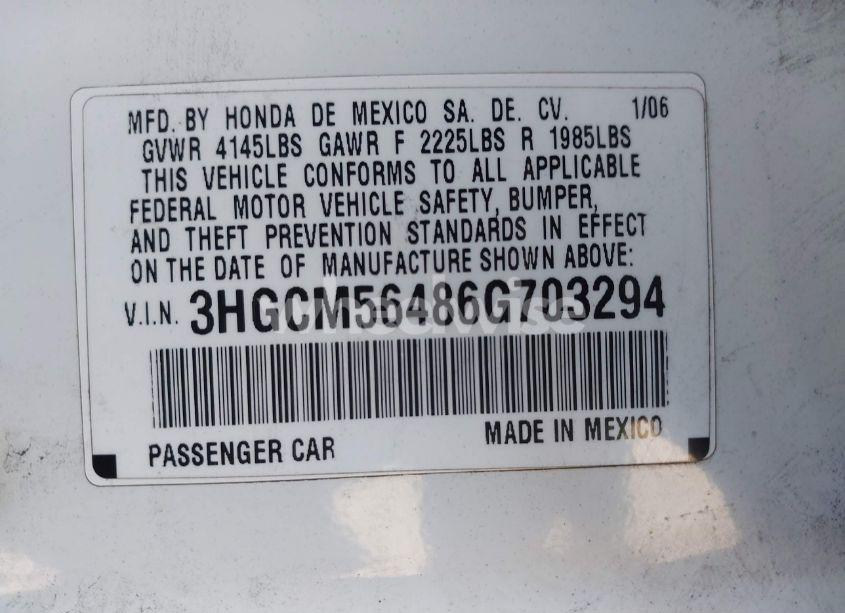 MFD. BY HONDA DE MEXICO SA. DE. CV. 1/06
GVWR 4145LBS GAWR F 2225LBS R 1985LBS
THIS VEHICLE CONFORMS TO ALL APPLICABLE
FEDERAL MOTOR VEHICLE SAFETY, BUMPER,
AND THEFT PREVENTION STANDARDS IN EFFECT
ON THE DATE OF MANUFACTURE SHOWN ABOVE:
V.I.N. 3HGCM56486G703294
wheelwise
PASSENGER CAR MADE IN MEXICO